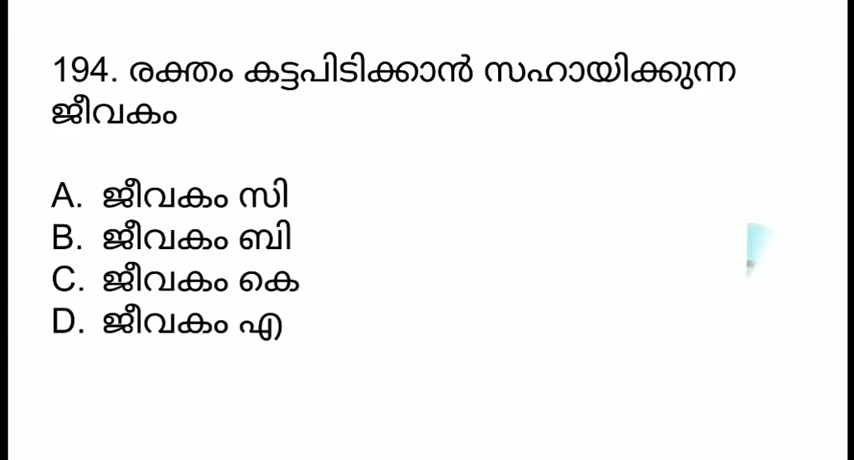 194. രക്തം കട്ടപിടിക്കാൻ സഹായിക്കുന്ന
ജീവകം
A. ജീവകം സി
B. ജീവകം ബി
C. ജീവകം കെ
D. ജീവകം എ